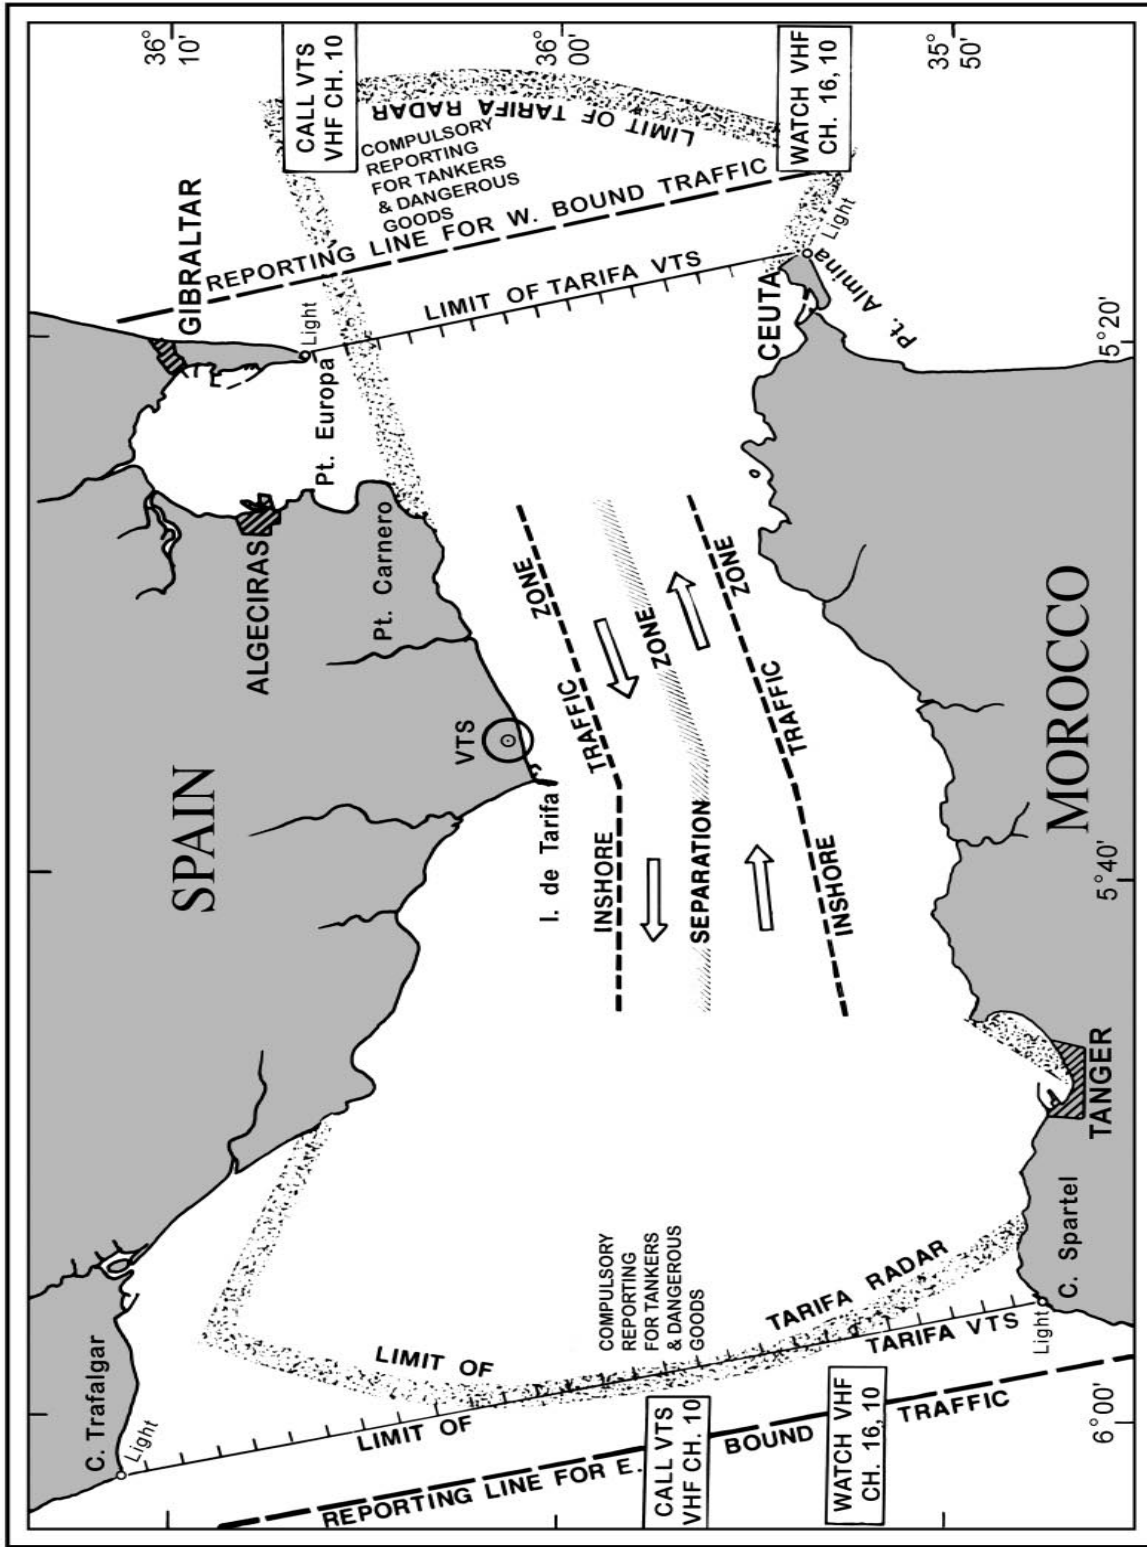 36°
10'
36°
00'
35°
50'
CALL VTS
VHF CH. 10
WATCH VHF
CH. 16, 10
LIMIT OF TARIFA RADAR
COMPULSORY
REPORTING
FOR TANKERS
& DANGEROUS
GOODS
REPORTING LINE FOR W. BOUND TRAFFIC
LIMIT OF TARIFA VTS
GIBRALTAR
Light
Pt. Europa
CEUTA
Light
Pt. Almina
5°20'
ALGECIRAS
Pt. Carnero
SPAIN
VTS
I. de Tarifa
INSHORE TRAFFIC ZONE
SEPARATION ZONE
INSHORE TRAFFIC ZONE
MOROCCO
5°40'
TANGER
C. Spartel
Light
C. Trafalgar
Light
LIMIT OF TARIFA RADAR
COMPULSORY
REPORTING
FOR TANKERS
& DANGEROUS
GOODS
LIMIT OF TARIFA VTS
REPORTING LINE FOR E. BOUND TRAFFIC
CALL VTS
VHF CH. 10
WATCH VHF
CH. 16, 10
6°00'